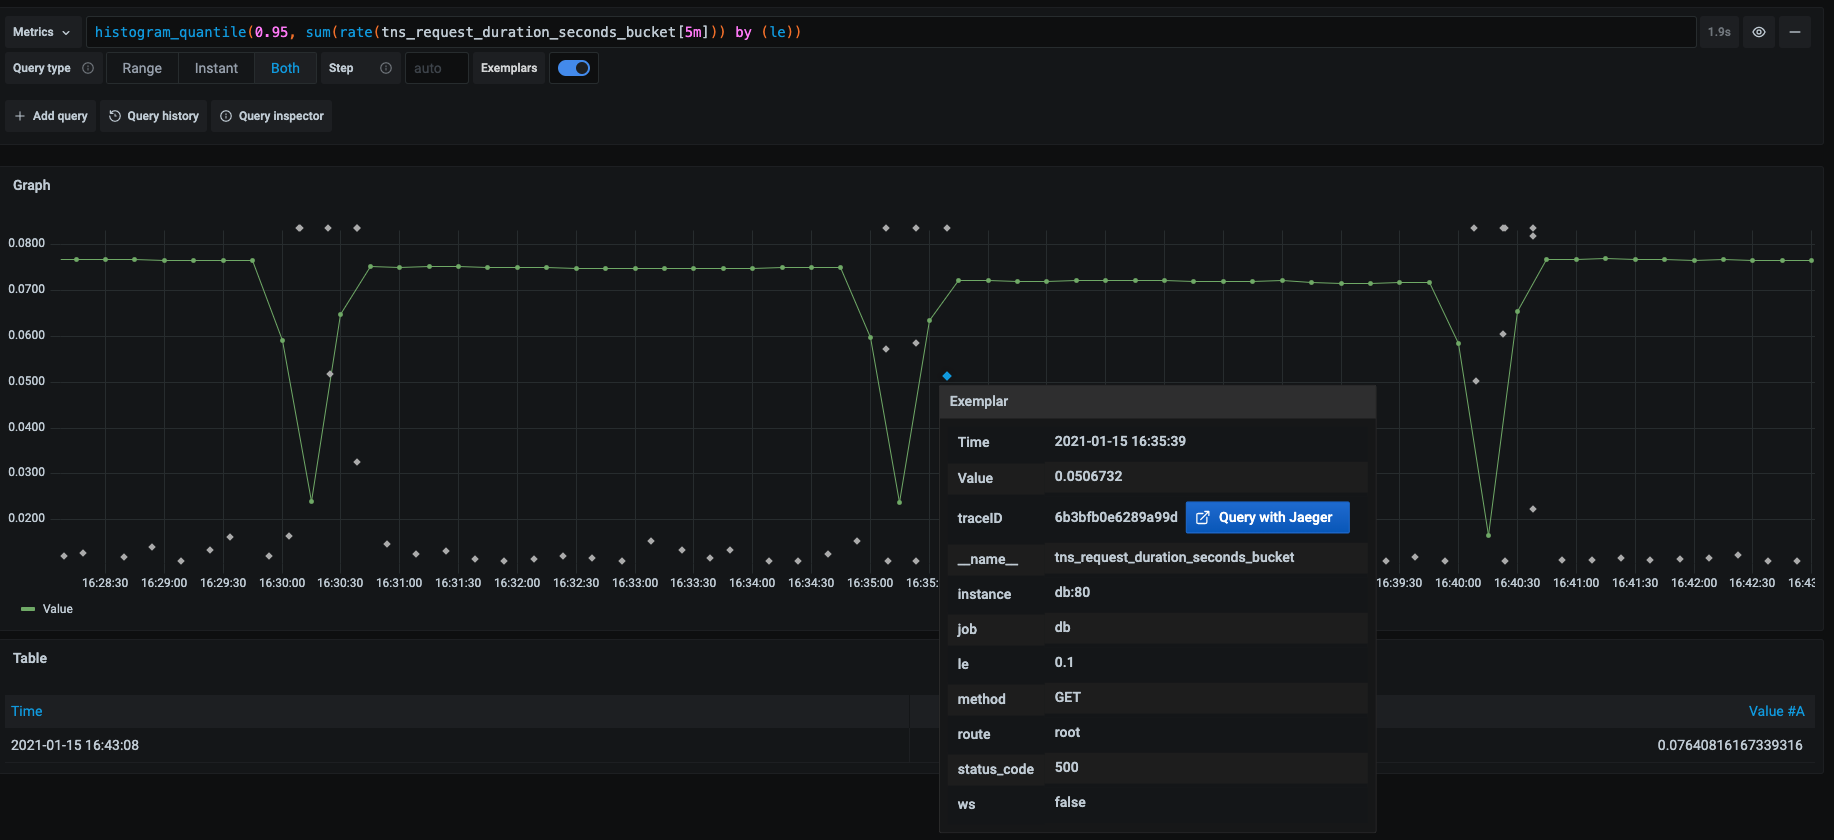 Metrics histogram_quantile(0.95, sum(rate(tns_request_duration_seconds_bucket[5m])) by (le)) 1.9s
Query type Range Instant Both Step auto Exemplars
Add query Query history Query inspector
Graph
0.0800
0.0700
0.0600
0.0500
0.0400
0.0300
0.0200
16:28:30 16:29:00 16:29:30 16:30:00 16:30:30 16:31:00 16:31:30 16:32:00 16:32:30 16:33:00 16:33:30 16:34:00 16:34:30 16:35:00 16:35: 16:39:30 16:40:00 16:40:30 16:41:00 16:41:30 16:42:00 16:42:30 16:43
Value
Exemplar
Time 2021-01-15 16:35:39
Value 0.0506732
traceID 6b3bfb0e6289a99d Query with Jaeger
__name__ tns_request_duration_seconds_bucket
instance db:80
job db
le 0.1
method GET
route root
status_code 500
ws false
Table
Time Value #A
2021-01-15 16:43:08 0.07640816167339316